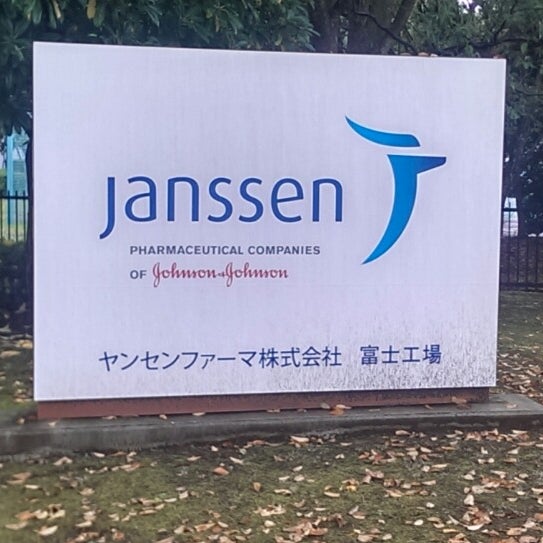 Janssen
PHARMACEUTICAL COMPANIES
OF Johnson & Johnson
ヤンセンファーマ株式会社 富士工場